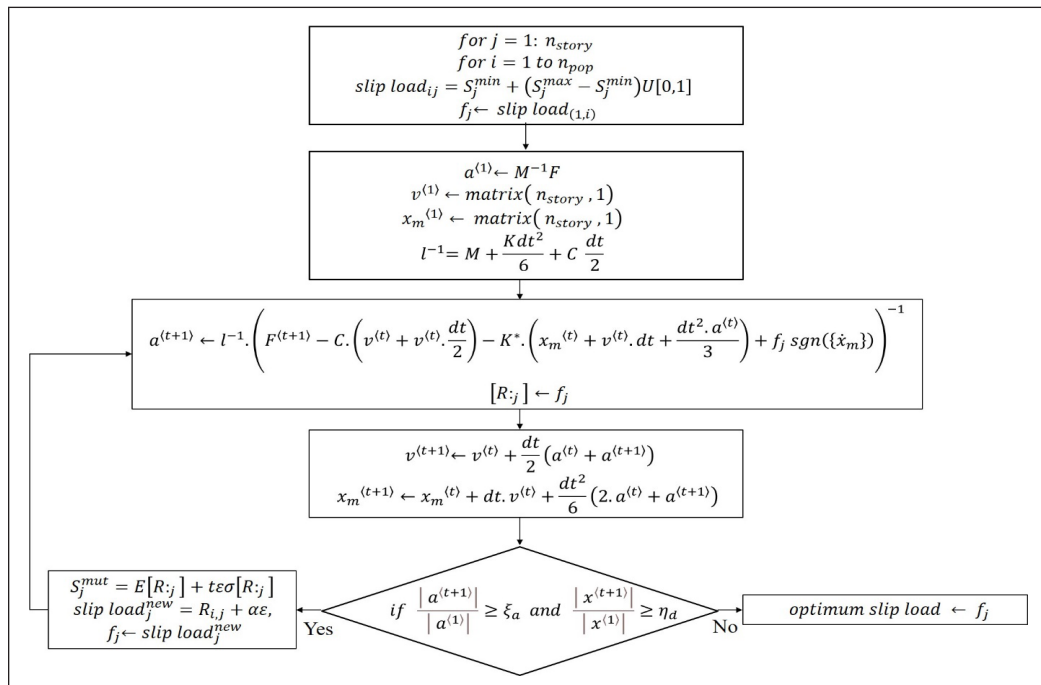 for j = 1: n_story
for i = 1 to n_pop
slip load_ij = S_j^min + (S_j^max − S_j^min)U[0,1]
f_j ← slip load_(1,i)
a^⟨1⟩ ← M^−1 F
v^⟨1⟩ ← matrix( n_story , 1)
x_m^⟨1⟩ ← matrix( n_story , 1)
l^−1 = M + Kdt^2/6 + C dt/2
a^⟨t+1⟩ ← l^−1 . (F^⟨t+1⟩ − C. (v^⟨t⟩ + v^⟨t⟩ . dt/2) − K^* . (x_m^⟨t⟩ + v^⟨t⟩ . dt + dt^2 . a^⟨t⟩/3) + f_j sgn({ẋ_m}))^−1
[R:_j] ← f_j
v^⟨t+1⟩ ← v^⟨t⟩ + dt/2 (a^⟨t⟩ + a^⟨t+1⟩)
x_m^⟨t+1⟩ ← x_m^⟨t⟩ + dt. v^⟨t⟩ + dt^2/6 (2. a^⟨t⟩ + a^⟨t+1⟩)
if | a^⟨t+1⟩|/| a^⟨1⟩| ≥ ξ_a and | x^⟨t+1⟩|/| x^⟨1⟩| ≥ η_d
Yes
S_j^mut = E[R:_j] + tεσ[R:_j]
slip load_j^new = R_i,j + αε,
f_j ← slip load_j^new
No
optimum slip load ← f_j